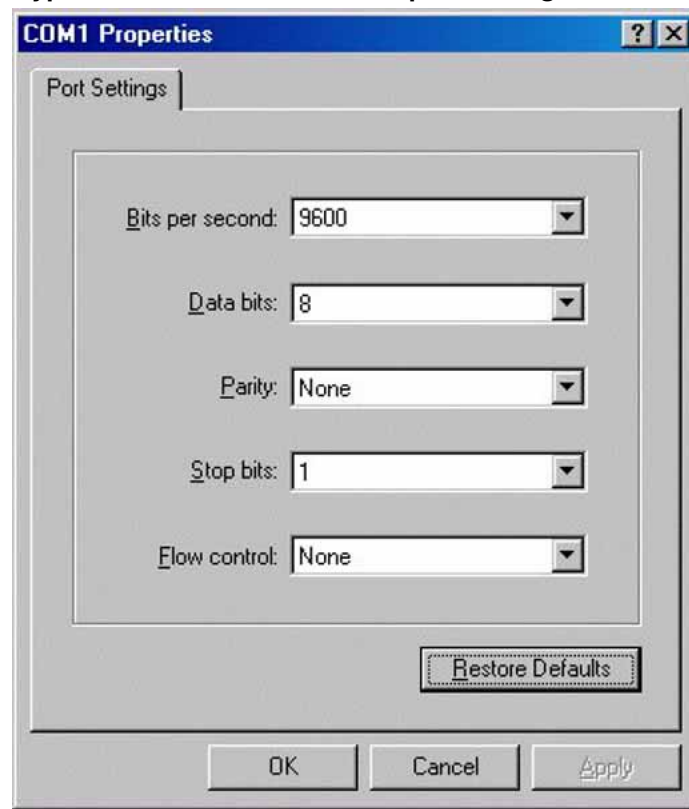 COM1 Properties
Port Settings
Bits per second: 9600
Data bits: 8
Parity: None
Stop bits: 1
Flow control: None
Restore Defaults
OK Cancel Apply